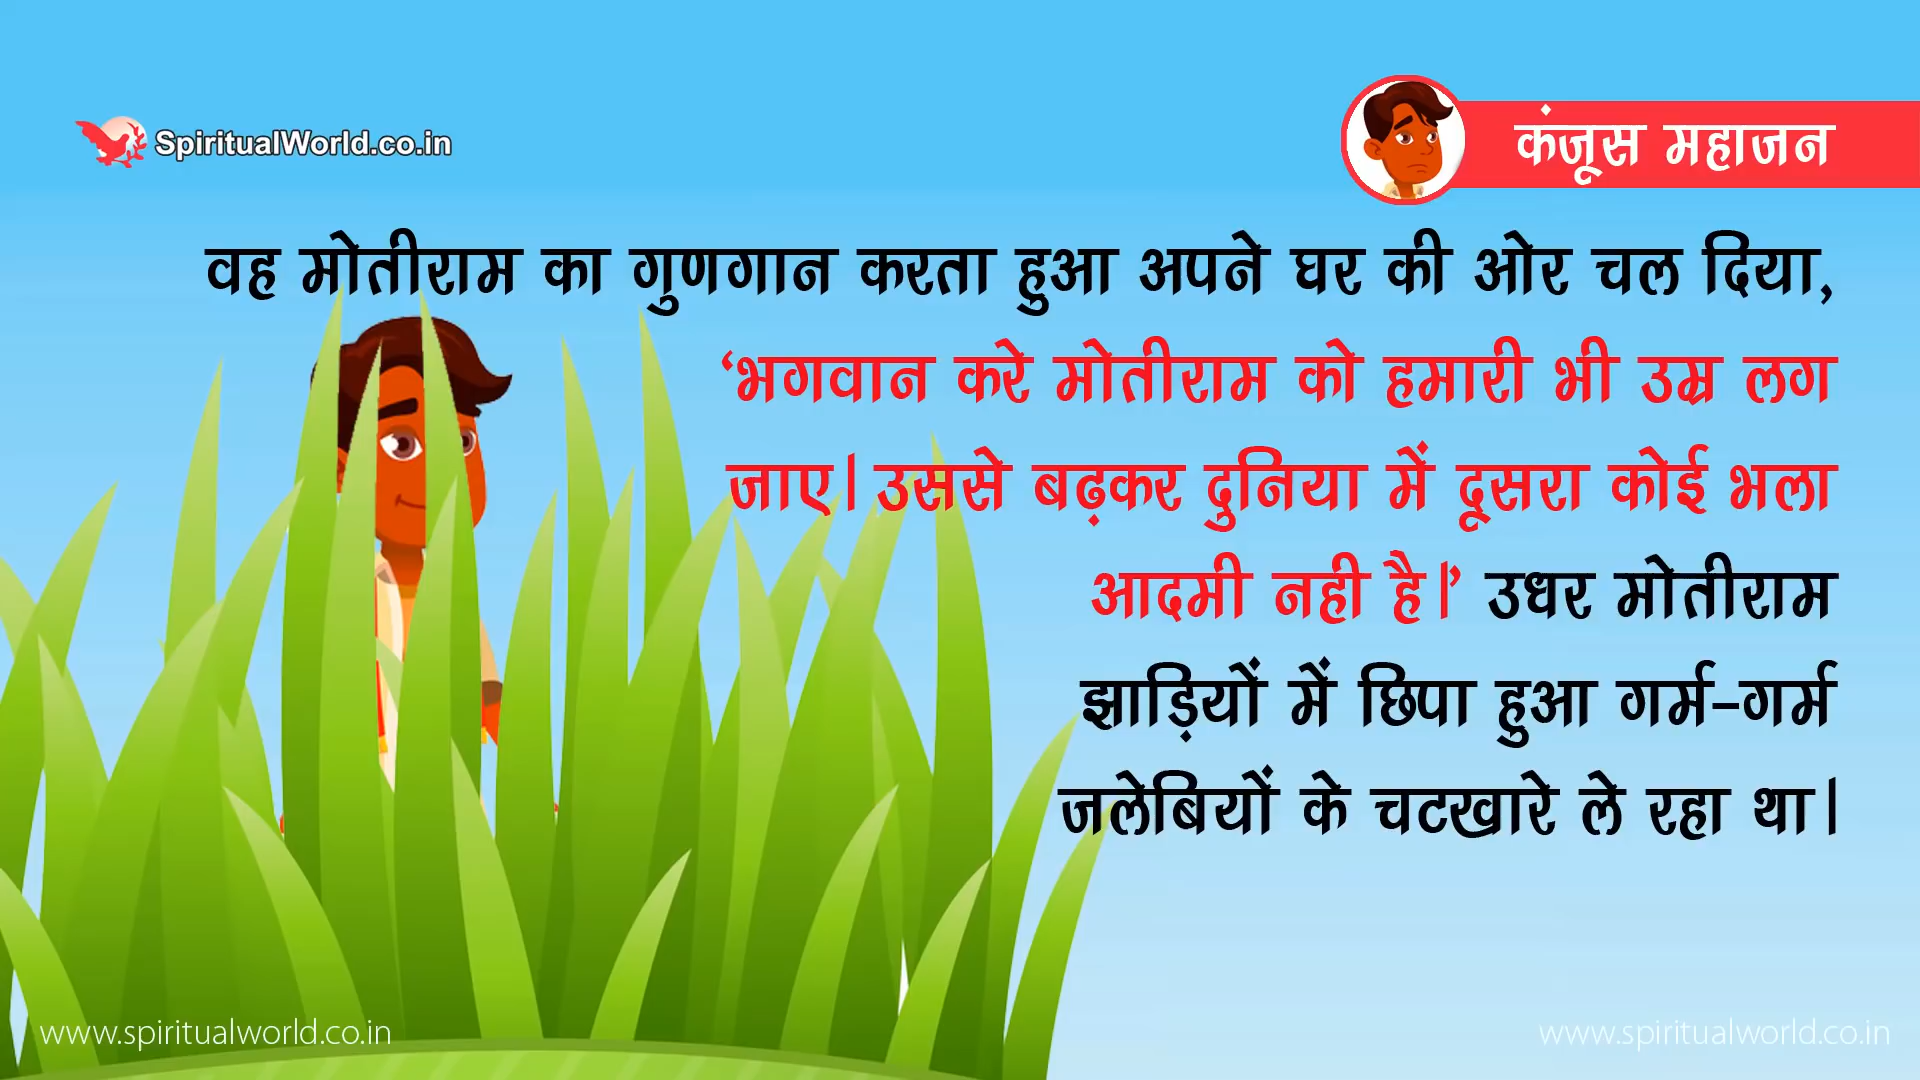 SpiritualWorld.co.in
कंजूस महाजन
वह मोतीराम का गुणगान करता हुआ अपने घर की ओर चल दिया,
‘भगवान करे मोतीराम को हमारी भी उम्र लग
जाए। उससे बढ़कर दुनिया में दूसरा कोई भला
आदमी नही है।’ उधर मोतीराम
झाड़ियों में छिपा हुआ गर्म-गर्म
जलेबियों के चटखारे ले रहा था।
www.spiritualworld.co.in
www.spiritualworld.co.in